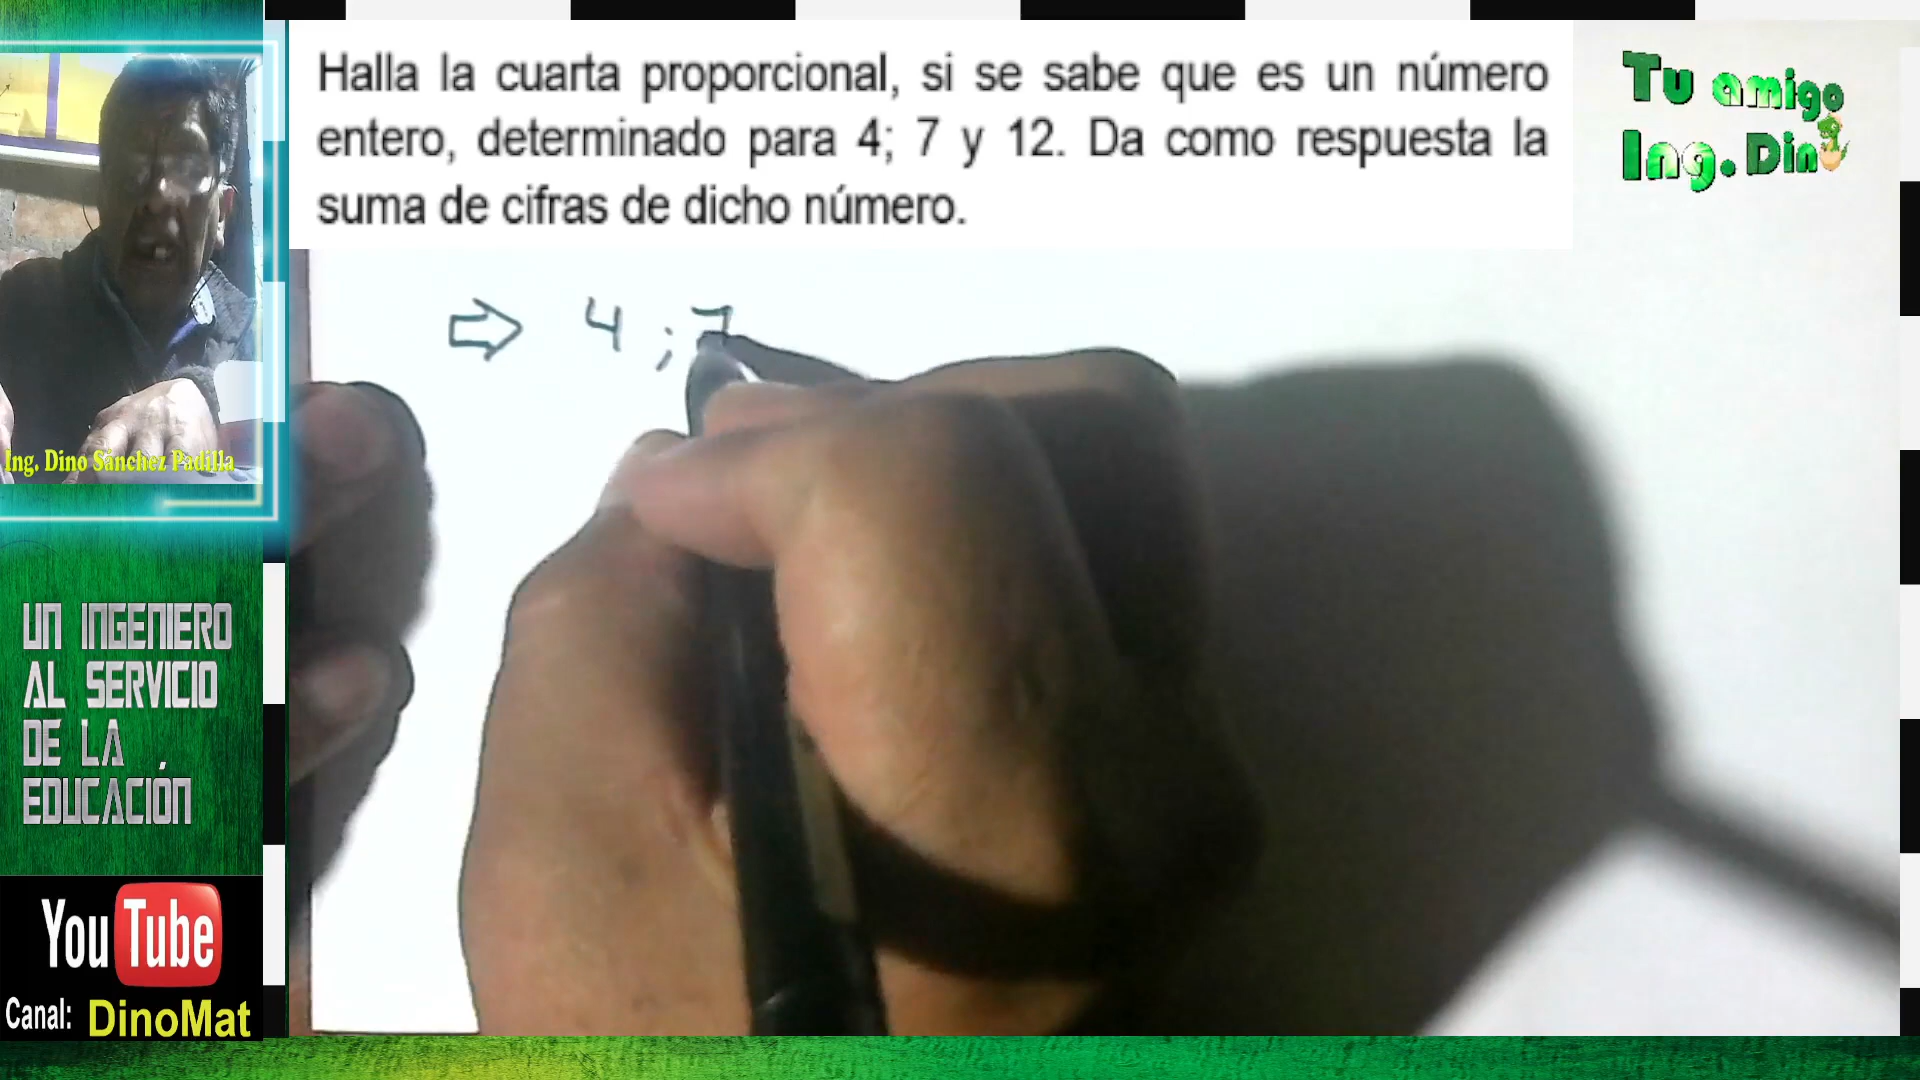 Halla la cuarta proporcional, si se sabe que es un número
entero, determinado para 4; 7 y 12. Da como respuesta la
suma de cifras de dicho número.
Tu amigo
Ing. Dino
⇨ 4 ; 7
Ing. Dino Sánchez Padilla
UN INGENIERO
AL SERVICIO
DE LA
EDUCACIÓN
YouTube
Canal: DinoMat